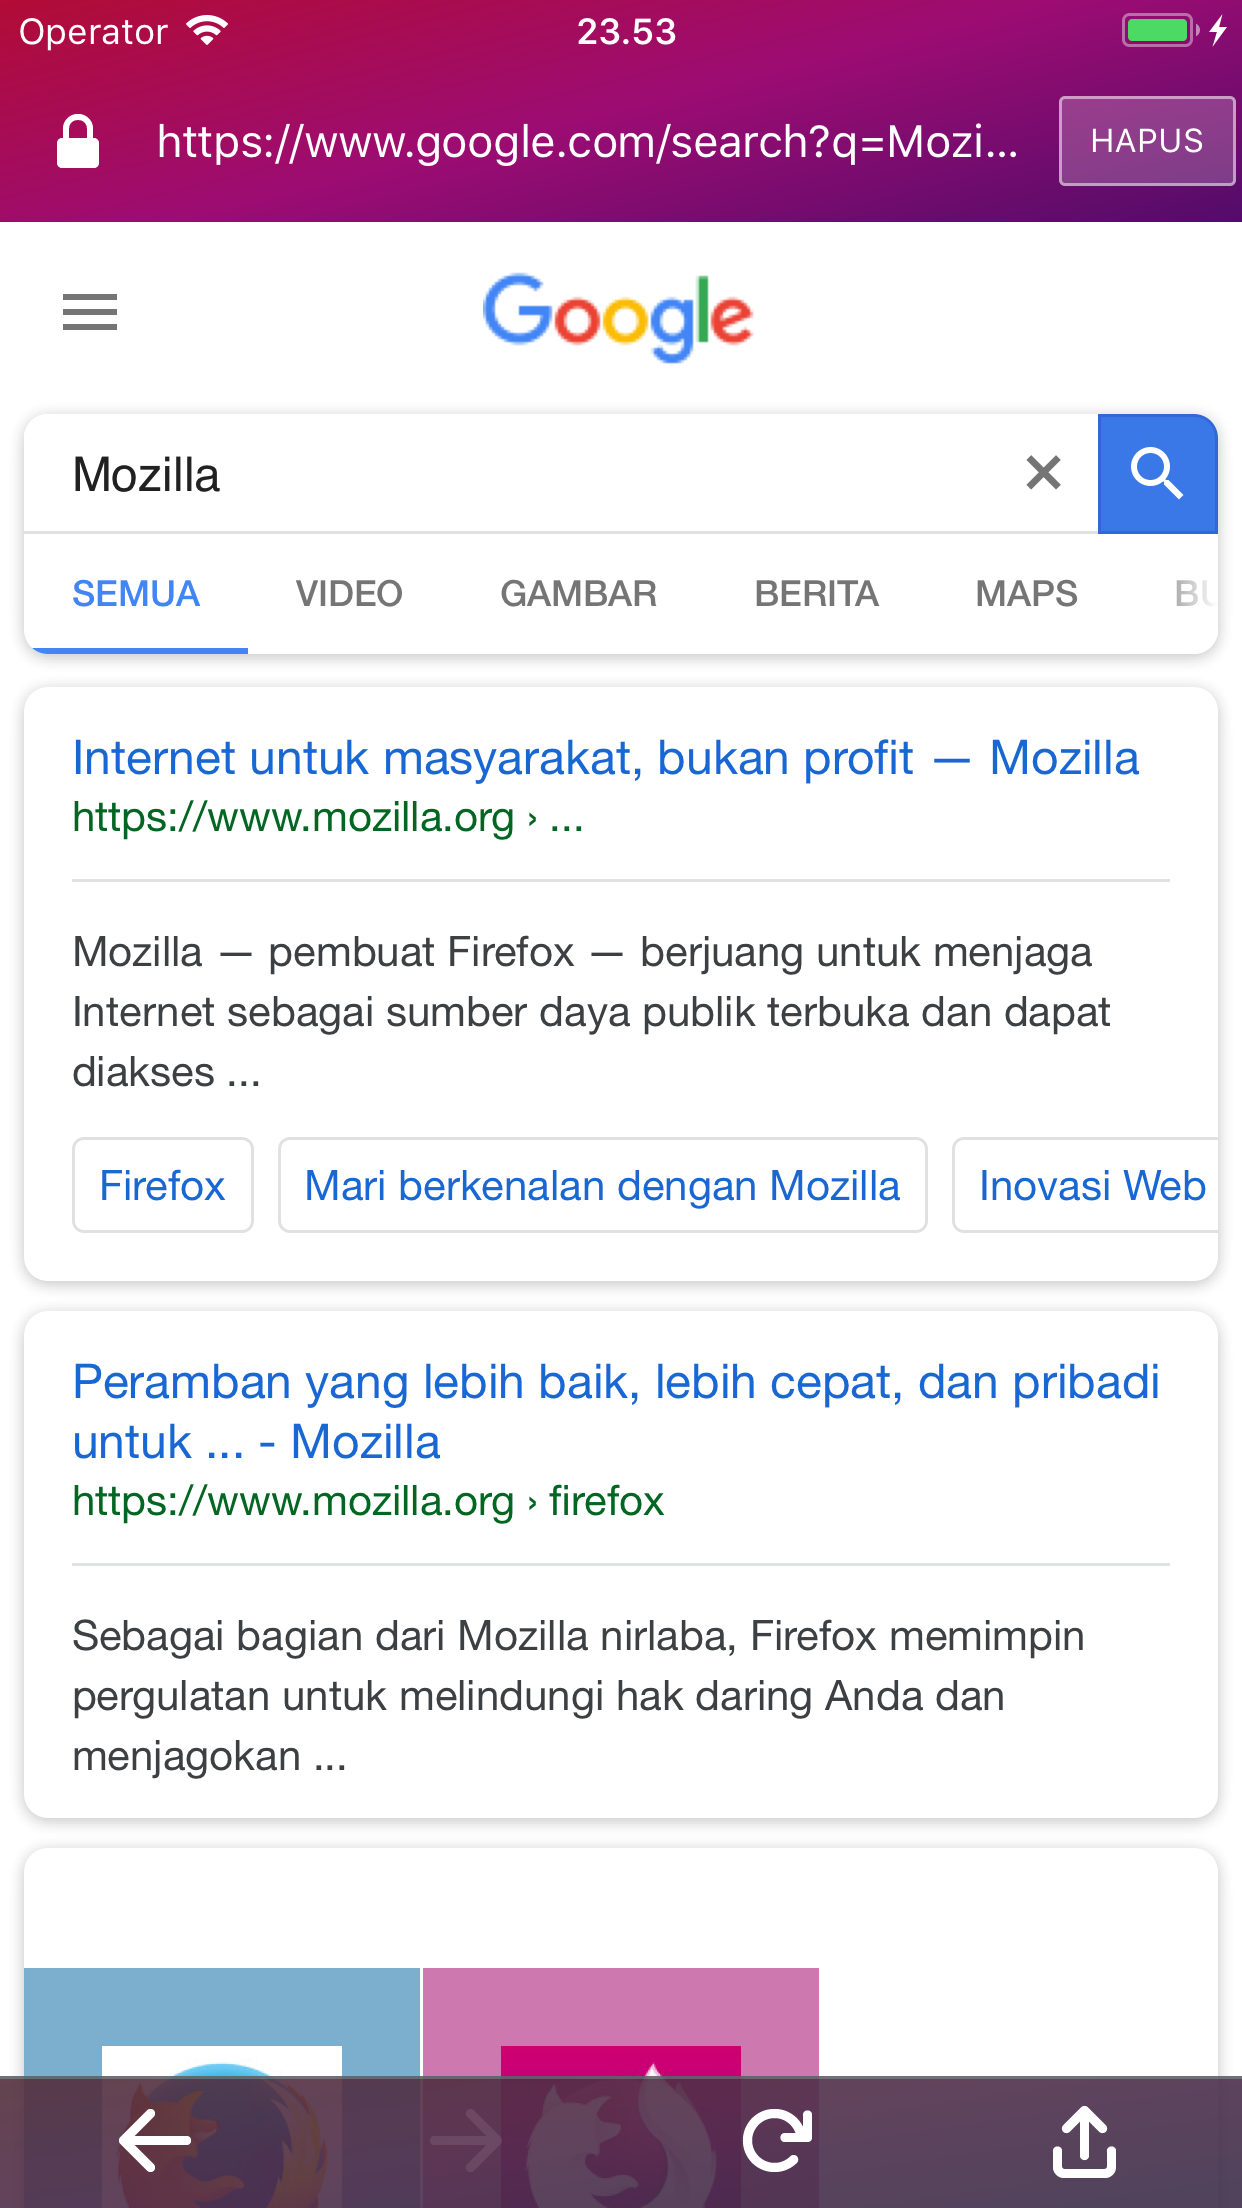 Operator 23.53
https://www.google.com/search?q=Mozi... HAPUS
Google
Mozilla
SEMUA VIDEO GAMBAR BERITA MAPS
Internet untuk masyarakat, bukan profit — Mozilla
https://www.mozilla.org › ...
Mozilla — pembuat Firefox — berjuang untuk menjaga
Internet sebagai sumber daya publik terbuka dan dapat
diakses ...
Firefox Mari berkenalan dengan Mozilla Inovasi Web
Peramban yang lebih baik, lebih cepat, dan pribadi
untuk ... - Mozilla
https://www.mozilla.org › firefox
Sebagai bagian dari Mozilla nirlaba, Firefox memimpin
pergulatan untuk melindungi hak daring Anda dan
menjagokan ...